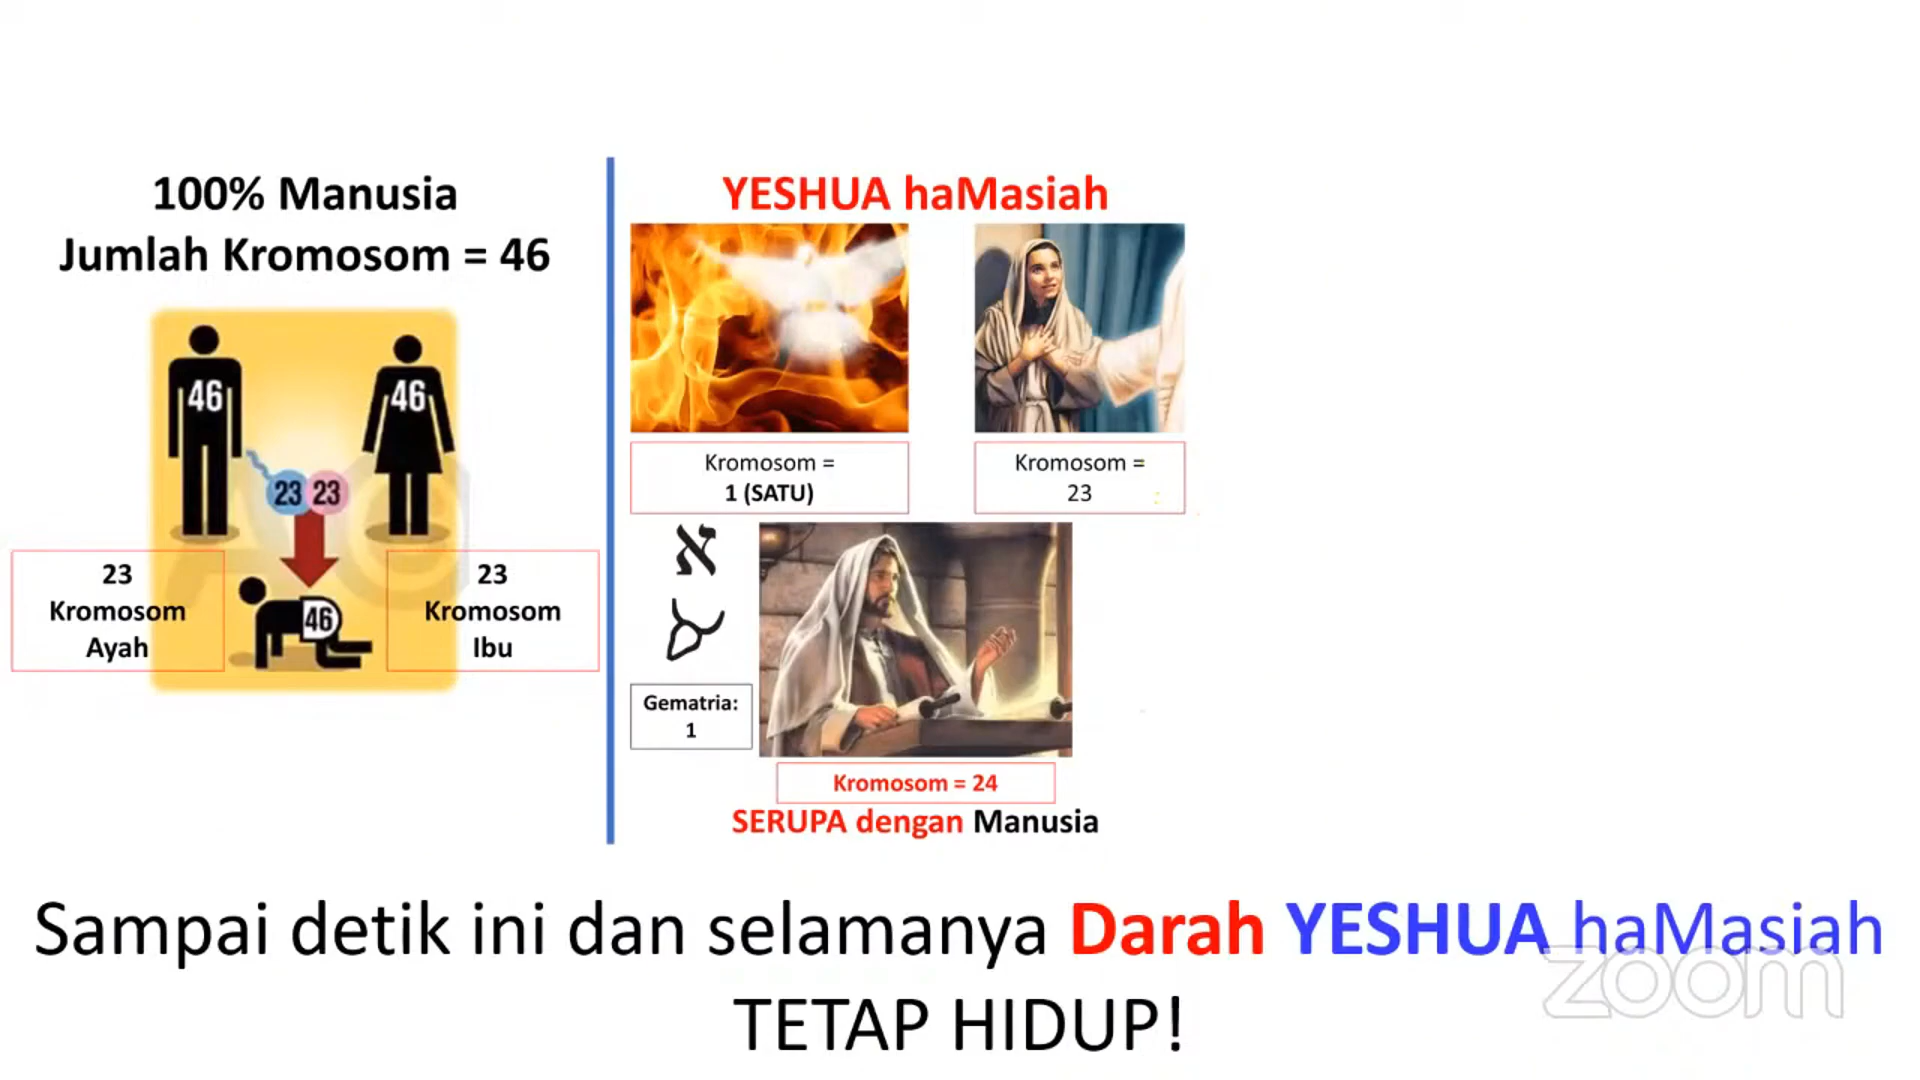 100% Manusia
Jumlah Kromosom = 46
46
46
23 23
23
Kromosom
Ayah
23
Kromosom
Ibu
46
YESHUA haMasiah
Kromosom =
1 (SATU)
Kromosom =
23
א
Gematria:
1
Kromosom = 24
SERUPA dengan Manusia
Sampai detik ini dan selamanya Darah YESHUA haMasiah
TETAP HIDUP!
zoom